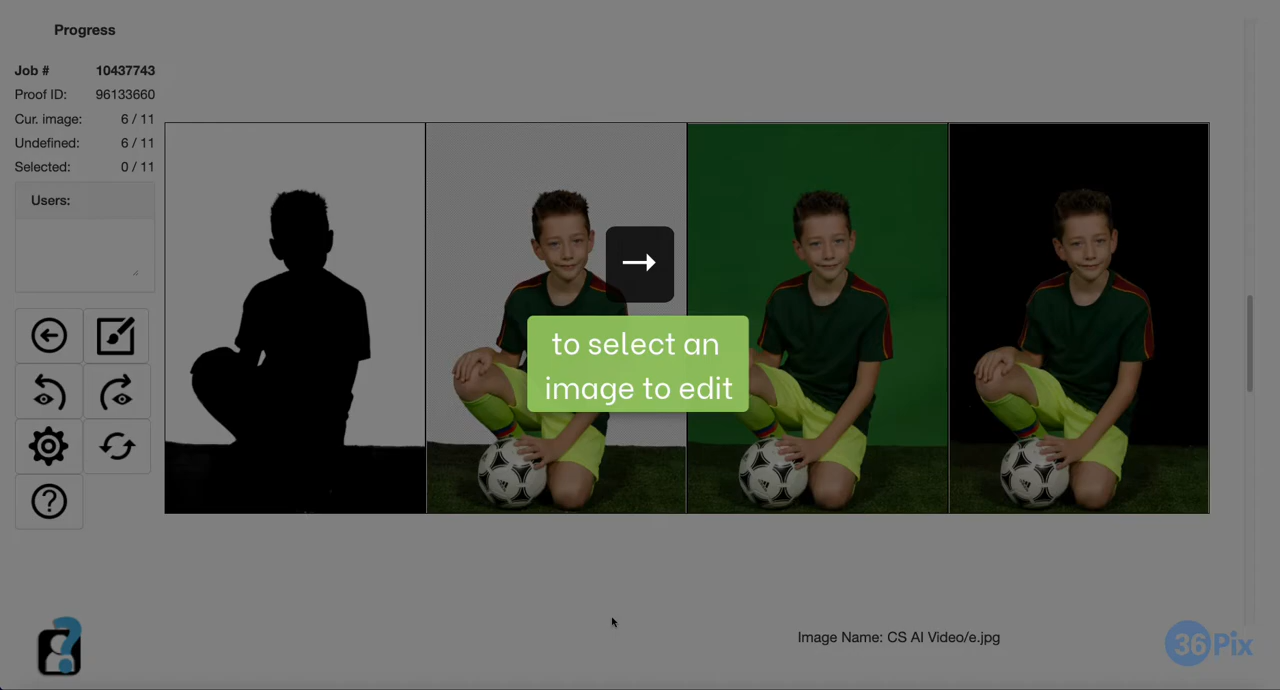 Progress
Job # 10437743
Proof ID: 96133660
Cur. image: 6 / 11
Undefined: 6 / 11
Selected: 0 / 11
Users:
→
to select an
image to edit
?
?
Image Name: CS AI Video/e.jpg
36Pix